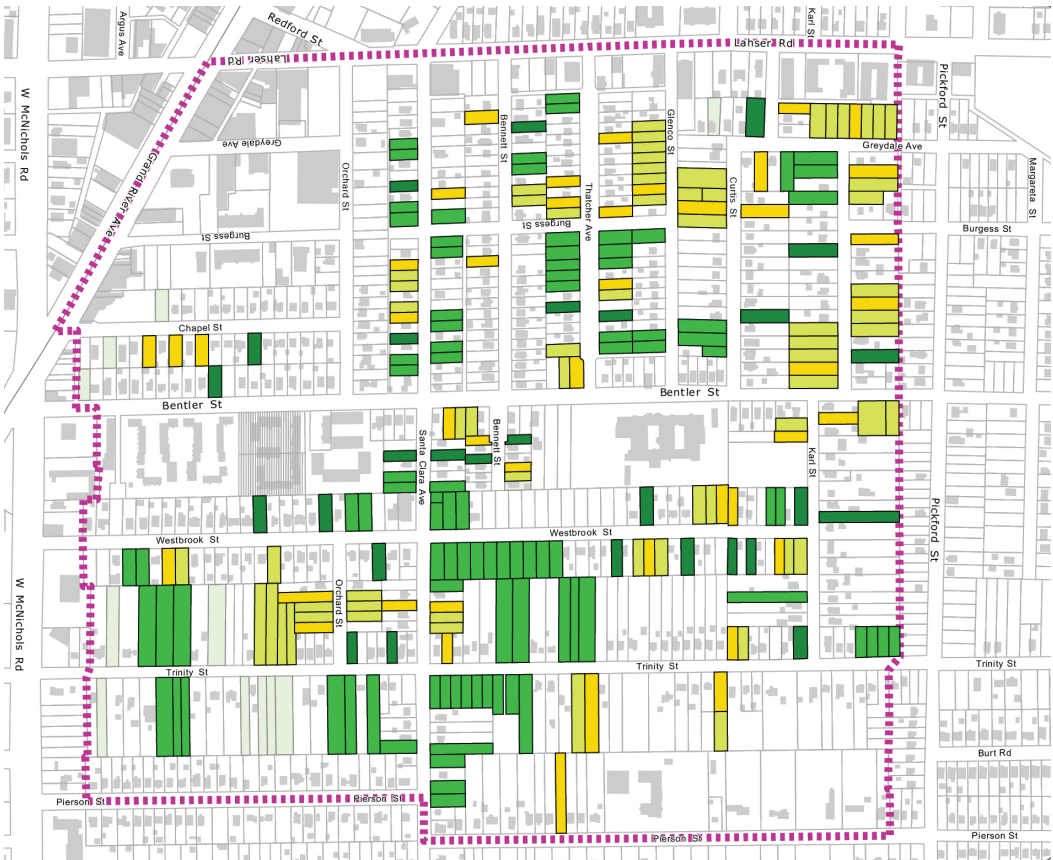 Argus Ave
Redford St
Karl St
Lahser Rd
Lahser Rd
Pickford St
W McNichols Rd
Grand River Ave
Greydale Ave
Bennett St
Glenco St
Greydale Ave
Orchard St
Thatcher Ave
Curtis St
Margareta St
Burgess St
Burgess St
Burgess St
Chapel St
Bentler St
Bentler St
Santa Clara Ave
Bennett St
Karl St
Pickford St
Westbrook St
Westbrook St
W McNichols Rd
Orchard St
Trinity St
Trinity St
Trinity St
Burt Rd
Pierson St
Pierson St
Pierson St
Pierson St